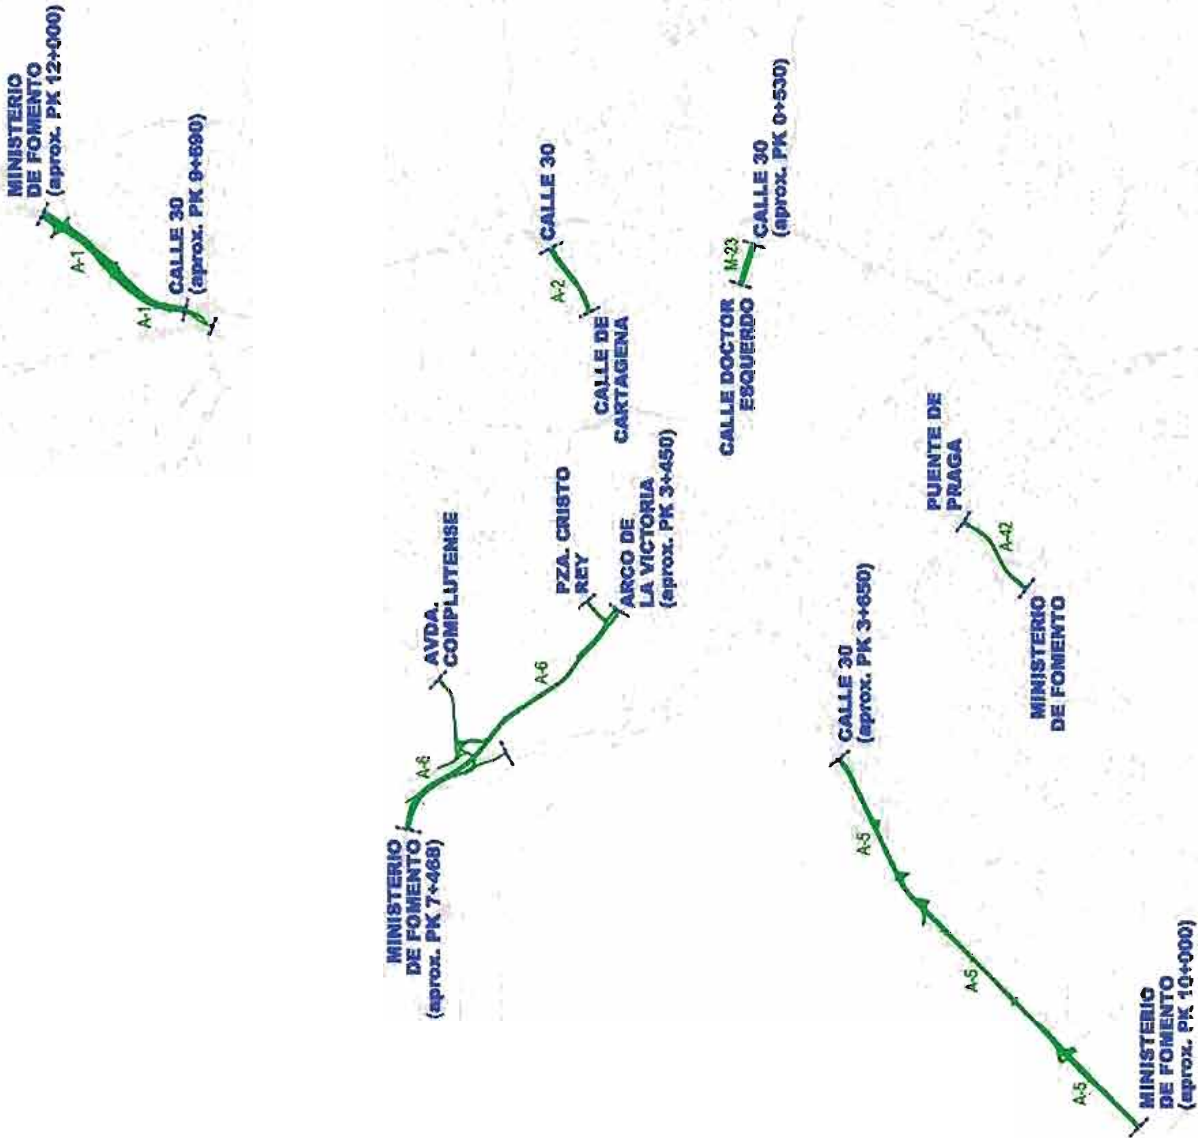 MINISTERIO
DE FOMENTO
(aprox. PK 12+000)
A-1
A-1
CALLE 30
(aprox. PK 9+690)
CALLE 30
A-2
CALLE DE
CARTAGENA
M-23
CALLE 30
(aprox. PK 0+530)
CALLE DOCTOR
ESQUERDO
AVDA.
COMPLUTENSE
PZA. CRISTO
REY
ARCO DE
LA VICTORIA
(aprox. PK 3+450)
A-6
A-6
MINISTERIO
DE FOMENTO
(aprox. PK 7+468)
PUENTE DE
PRAGA
A-42
MINISTERIO
DE FOMENTO
CALLE 30
(aprox. PK 3+650)
A-5
A-5
A-5
MINISTERIO
DE FOMENTO
(aprox. PK 10+000)